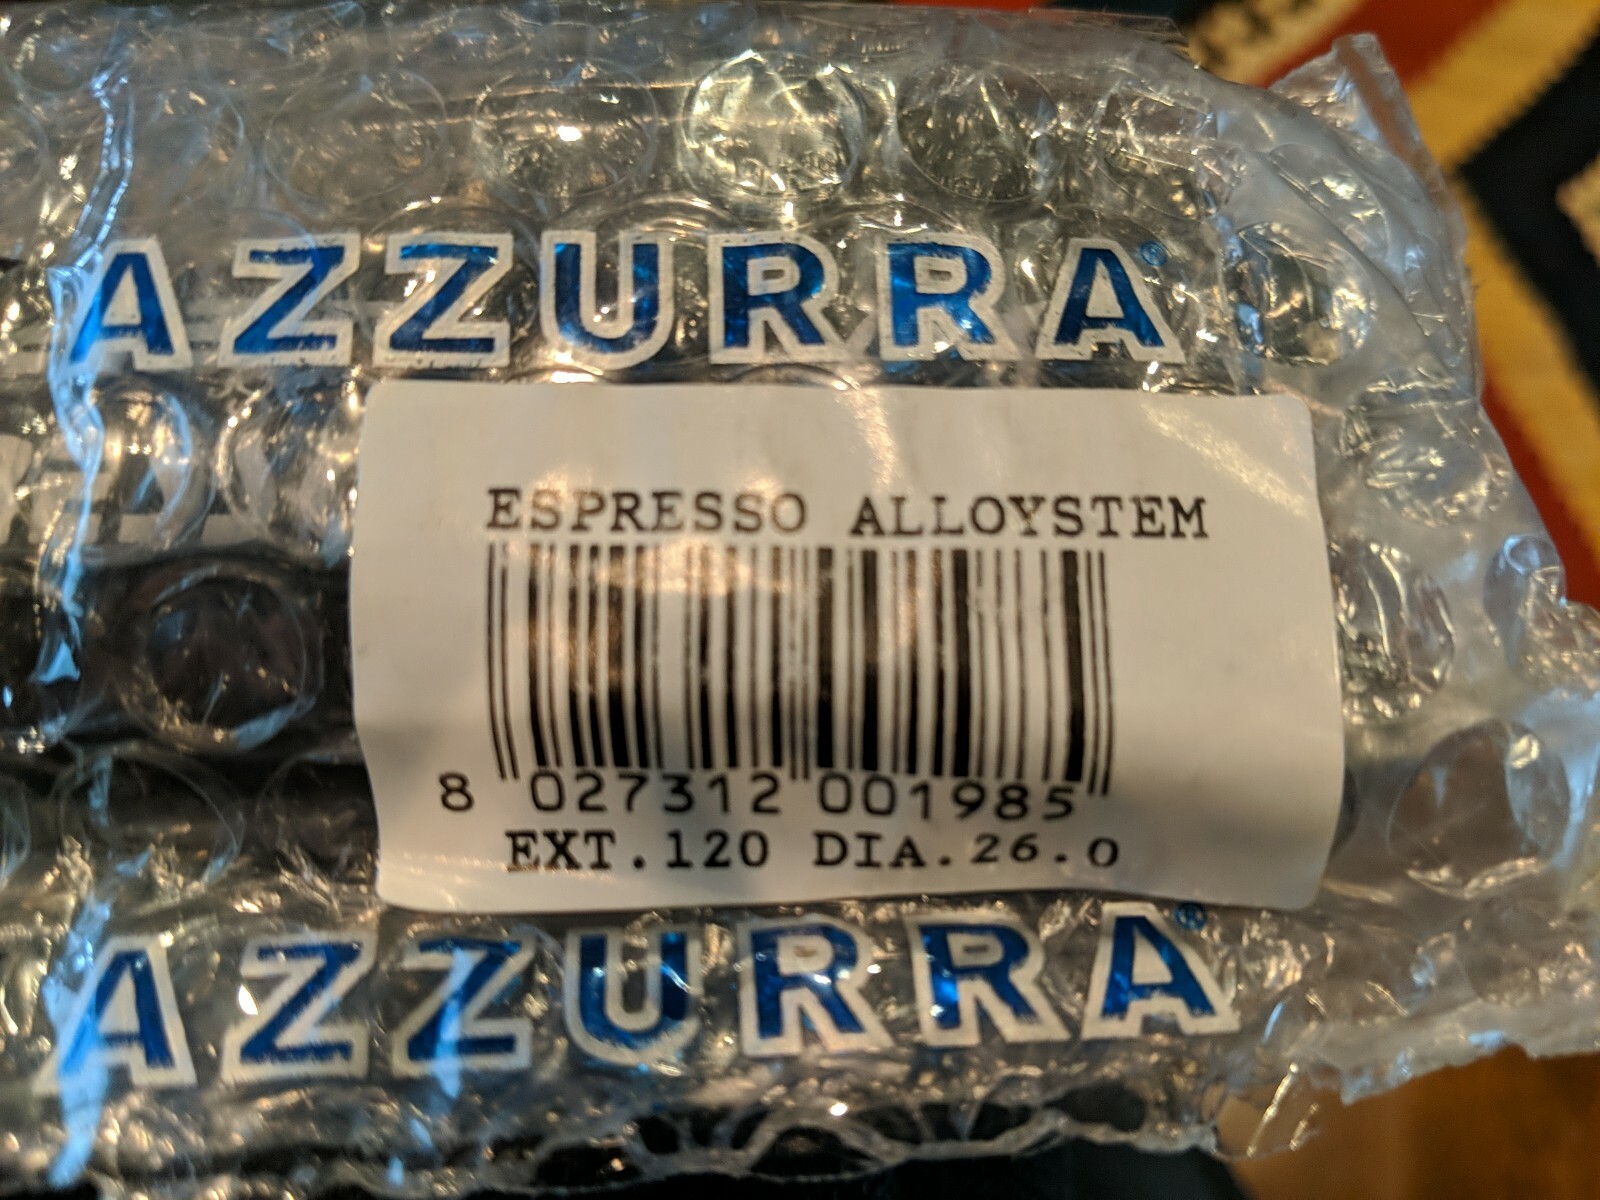 AZZURRA®
ESPRESSO ALLOYSTEM
8 027312 001985
EXT.120 DIA.26.0
AZZURRA®